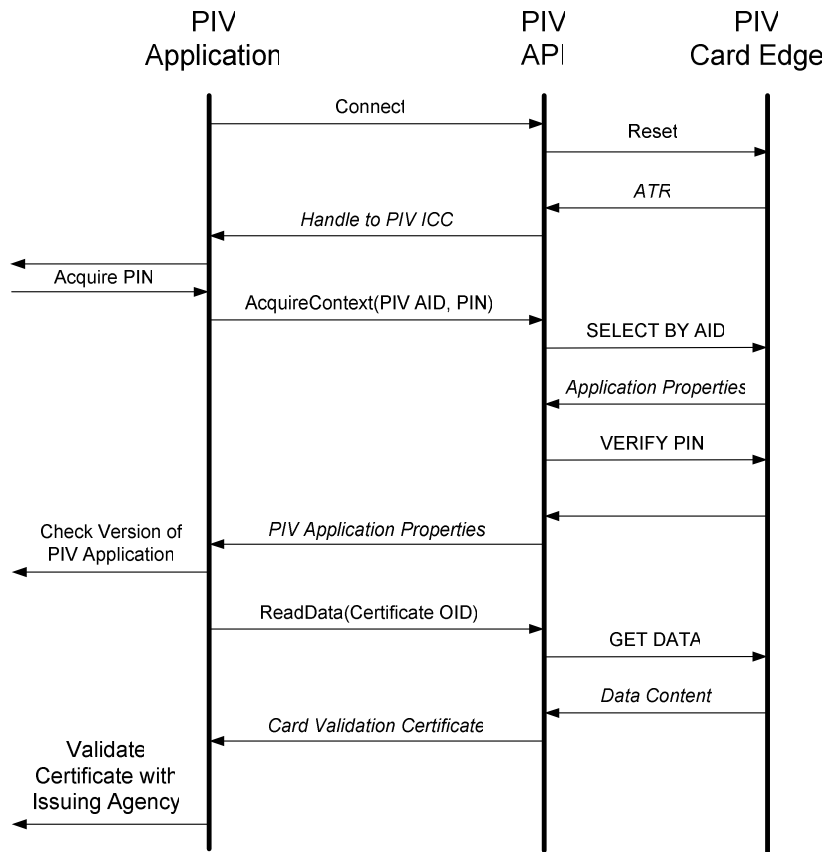 PIV
Application
PIV
API
PIV
Card Edge
Connect
Reset
ATR
Handle to PIV ICC
Acquire PIN
AcquireContext(PIV AID, PIN)
SELECT BY AID
Application Properties
VERIFY PIN
PIV Application Properties
Check Version of
PIV Application
ReadData(Certificate OID)
GET DATA
Data Content
Card Validation Certificate
Validate
Certificate with
Issuing Agency